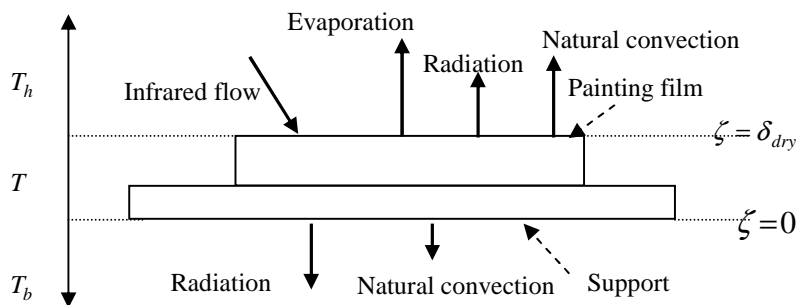 Evaporation
Natural convection
Radiation
T_h
Infrared flow
Painting film
ζ = δ_dry
T
ζ=0
Radiation
Natural convection
Support
T_b